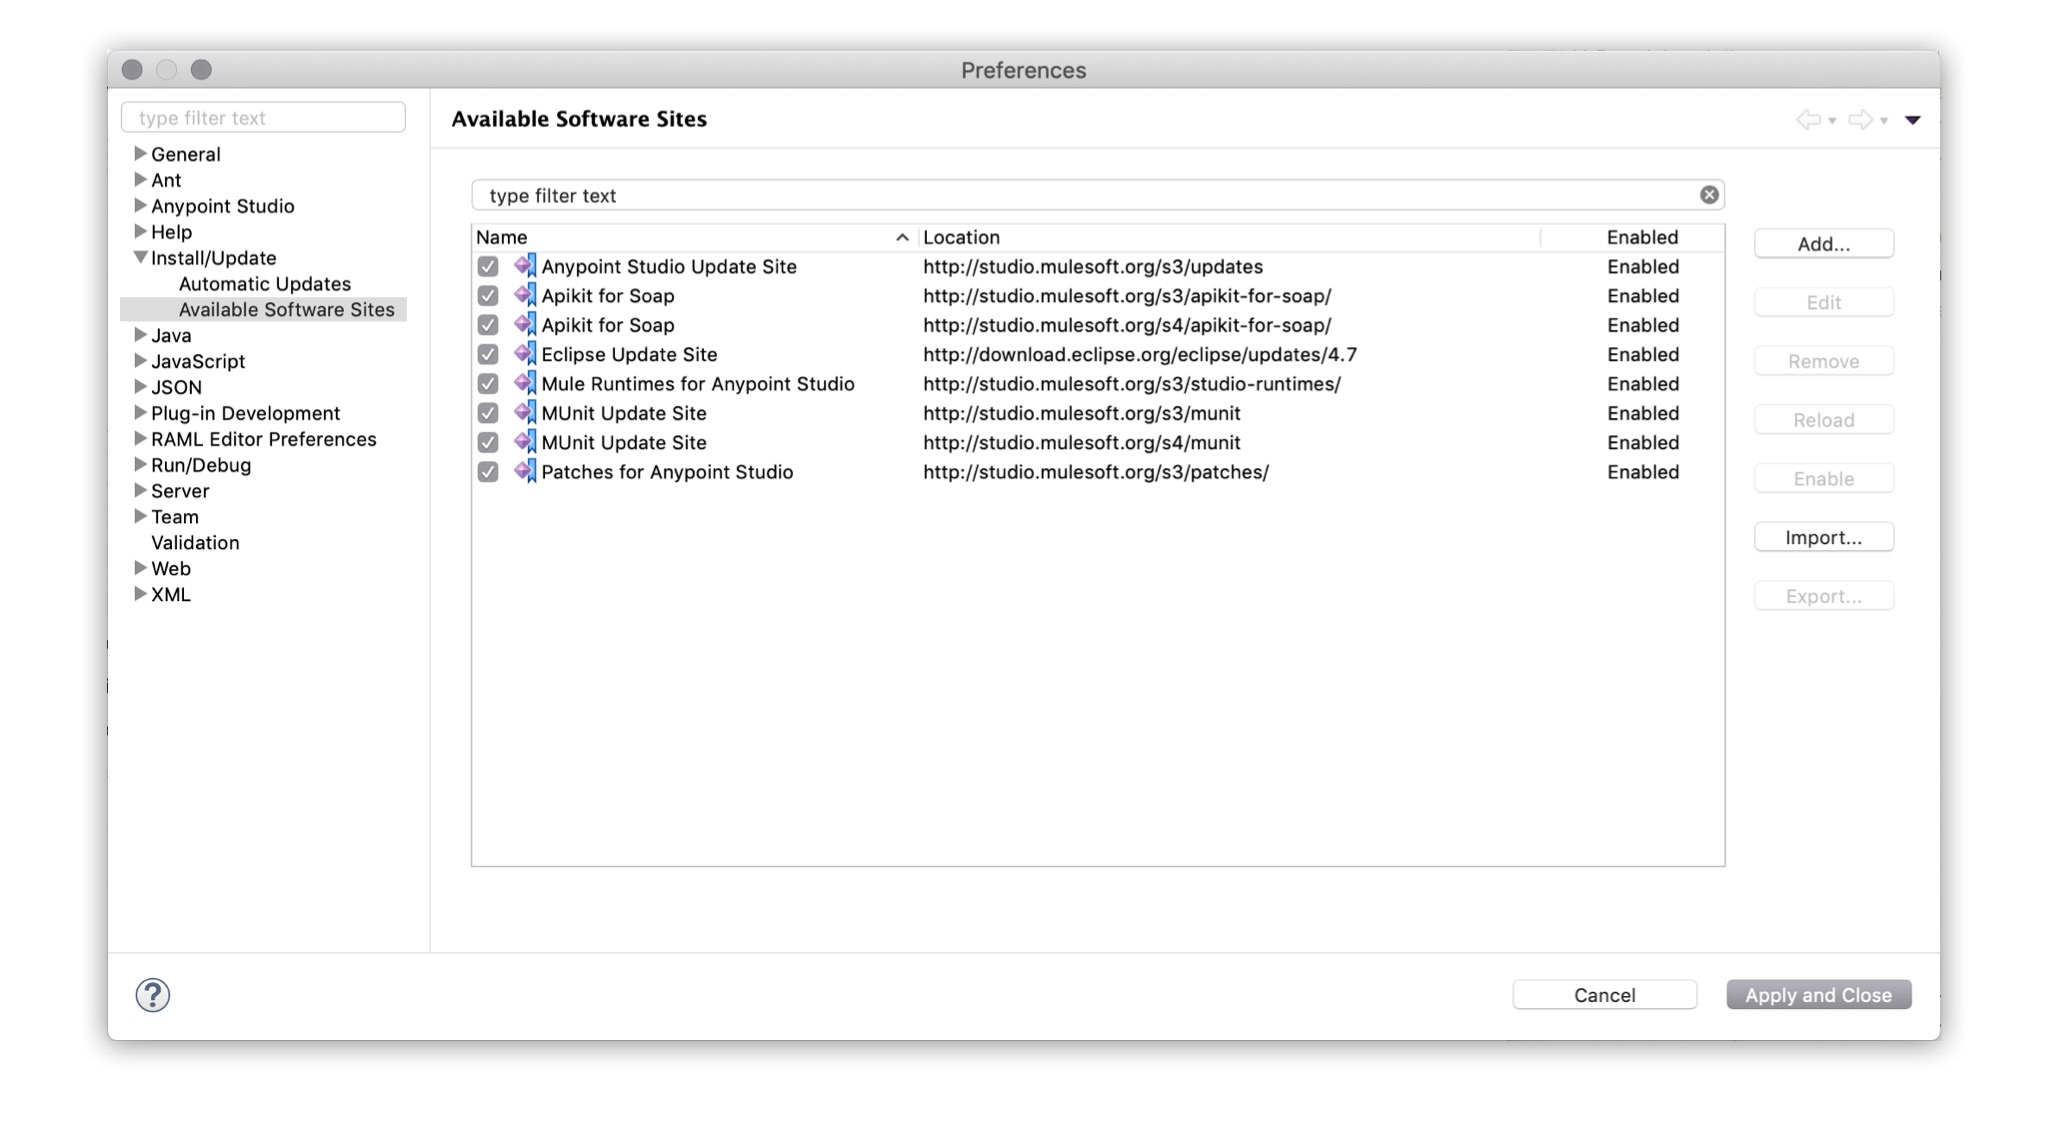 Preferences
type filter text
General
Ant
Anypoint Studio
Help
Install/Update
Automatic Updates
Available Software Sites
Java
JavaScript
JSON
Plug-in Development
RAML Editor Preferences
Run/Debug
Server
Team
Validation
Web
XML
Available Software Sites
type filter text
Name Location Enabled
Anypoint Studio Update Site http://studio.mulesoft.org/s3/updates Enabled
Apikit for Soap http://studio.mulesoft.org/s3/apikit-for-soap/ Enabled
Apikit for Soap http://studio.mulesoft.org/s4/apikit-for-soap/ Enabled
Eclipse Update Site http://download.eclipse.org/eclipse/updates/4.7 Enabled
Mule Runtimes for Anypoint Studio http://studio.mulesoft.org/s3/studio-runtimes/ Enabled
MUnit Update Site http://studio.mulesoft.org/s3/munit Enabled
MUnit Update Site http://studio.mulesoft.org/s4/munit Enabled
Patches for Anypoint Studio http://studio.mulesoft.org/s3/patches/ Enabled
Add...
Edit
Remove
Reload
Enable
Import...
Export...
?
Cancel
Apply and Close